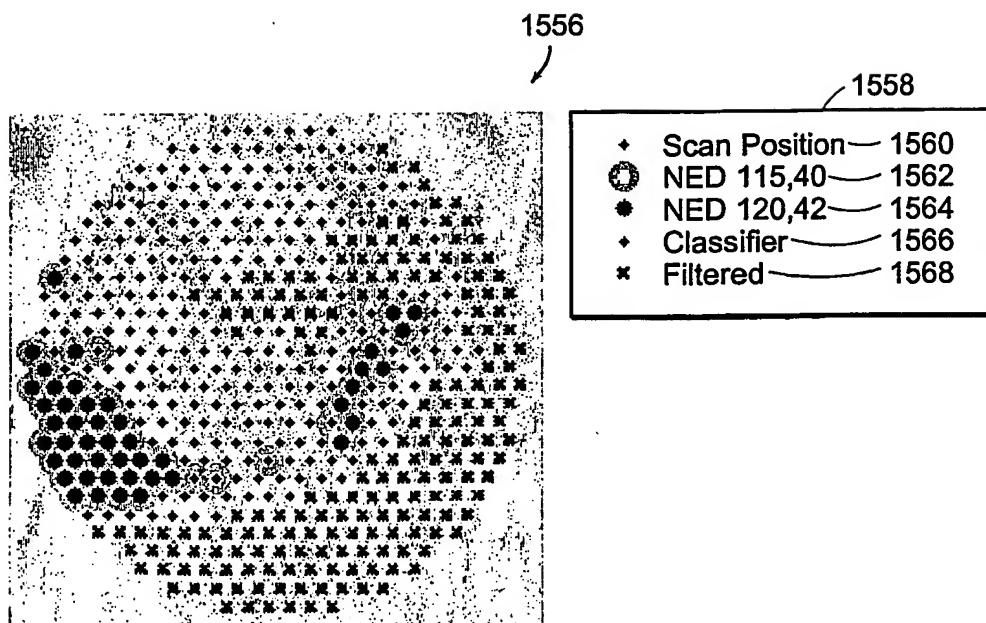 1556
1558
Scan Position 1560
NED 115,40 1562
NED 120,42 1564
Classifier 1566
Filtered 1568